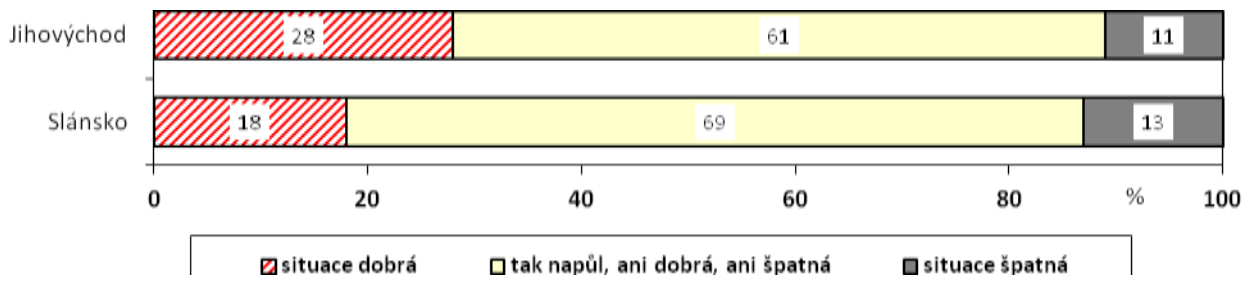 Jihovýchod 28 61 11
Slánsko 18 69 13
0 20 40 60 80 % 100
situace dobrá tak napůl, ani dobrá, ani špatná situace špatná